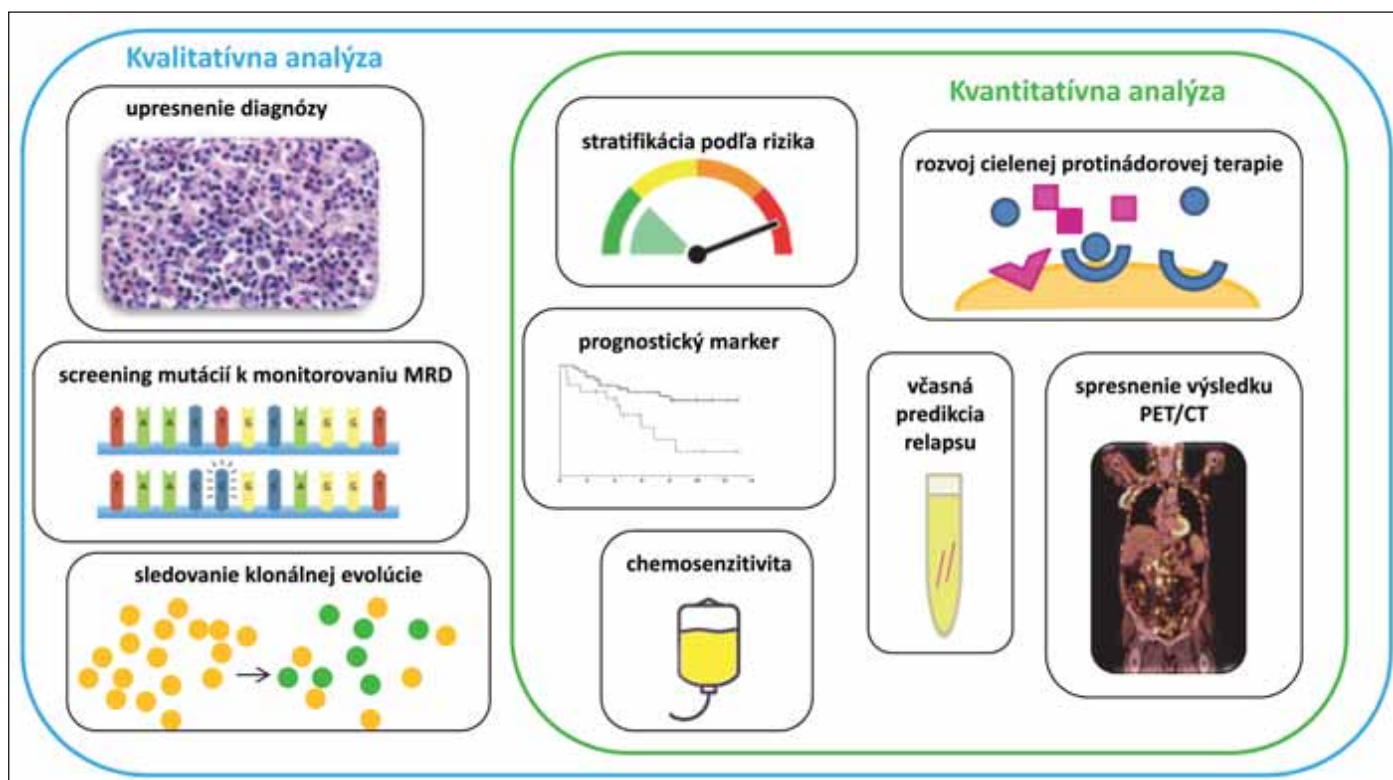 Kvalitatívna analýza
upresnenie diagnózy
screening mutácií k monitorovaniu MRD
sledovanie klonálnej evolúcie
Kvantitatívna analýza
stratifikácia podľa rizika
rozvoj cielenej protinádorovej terapie
prognostický marker
včasná
predikcia
relapsu
spresnenie výsledku
PET/CT
chemosenzitivita